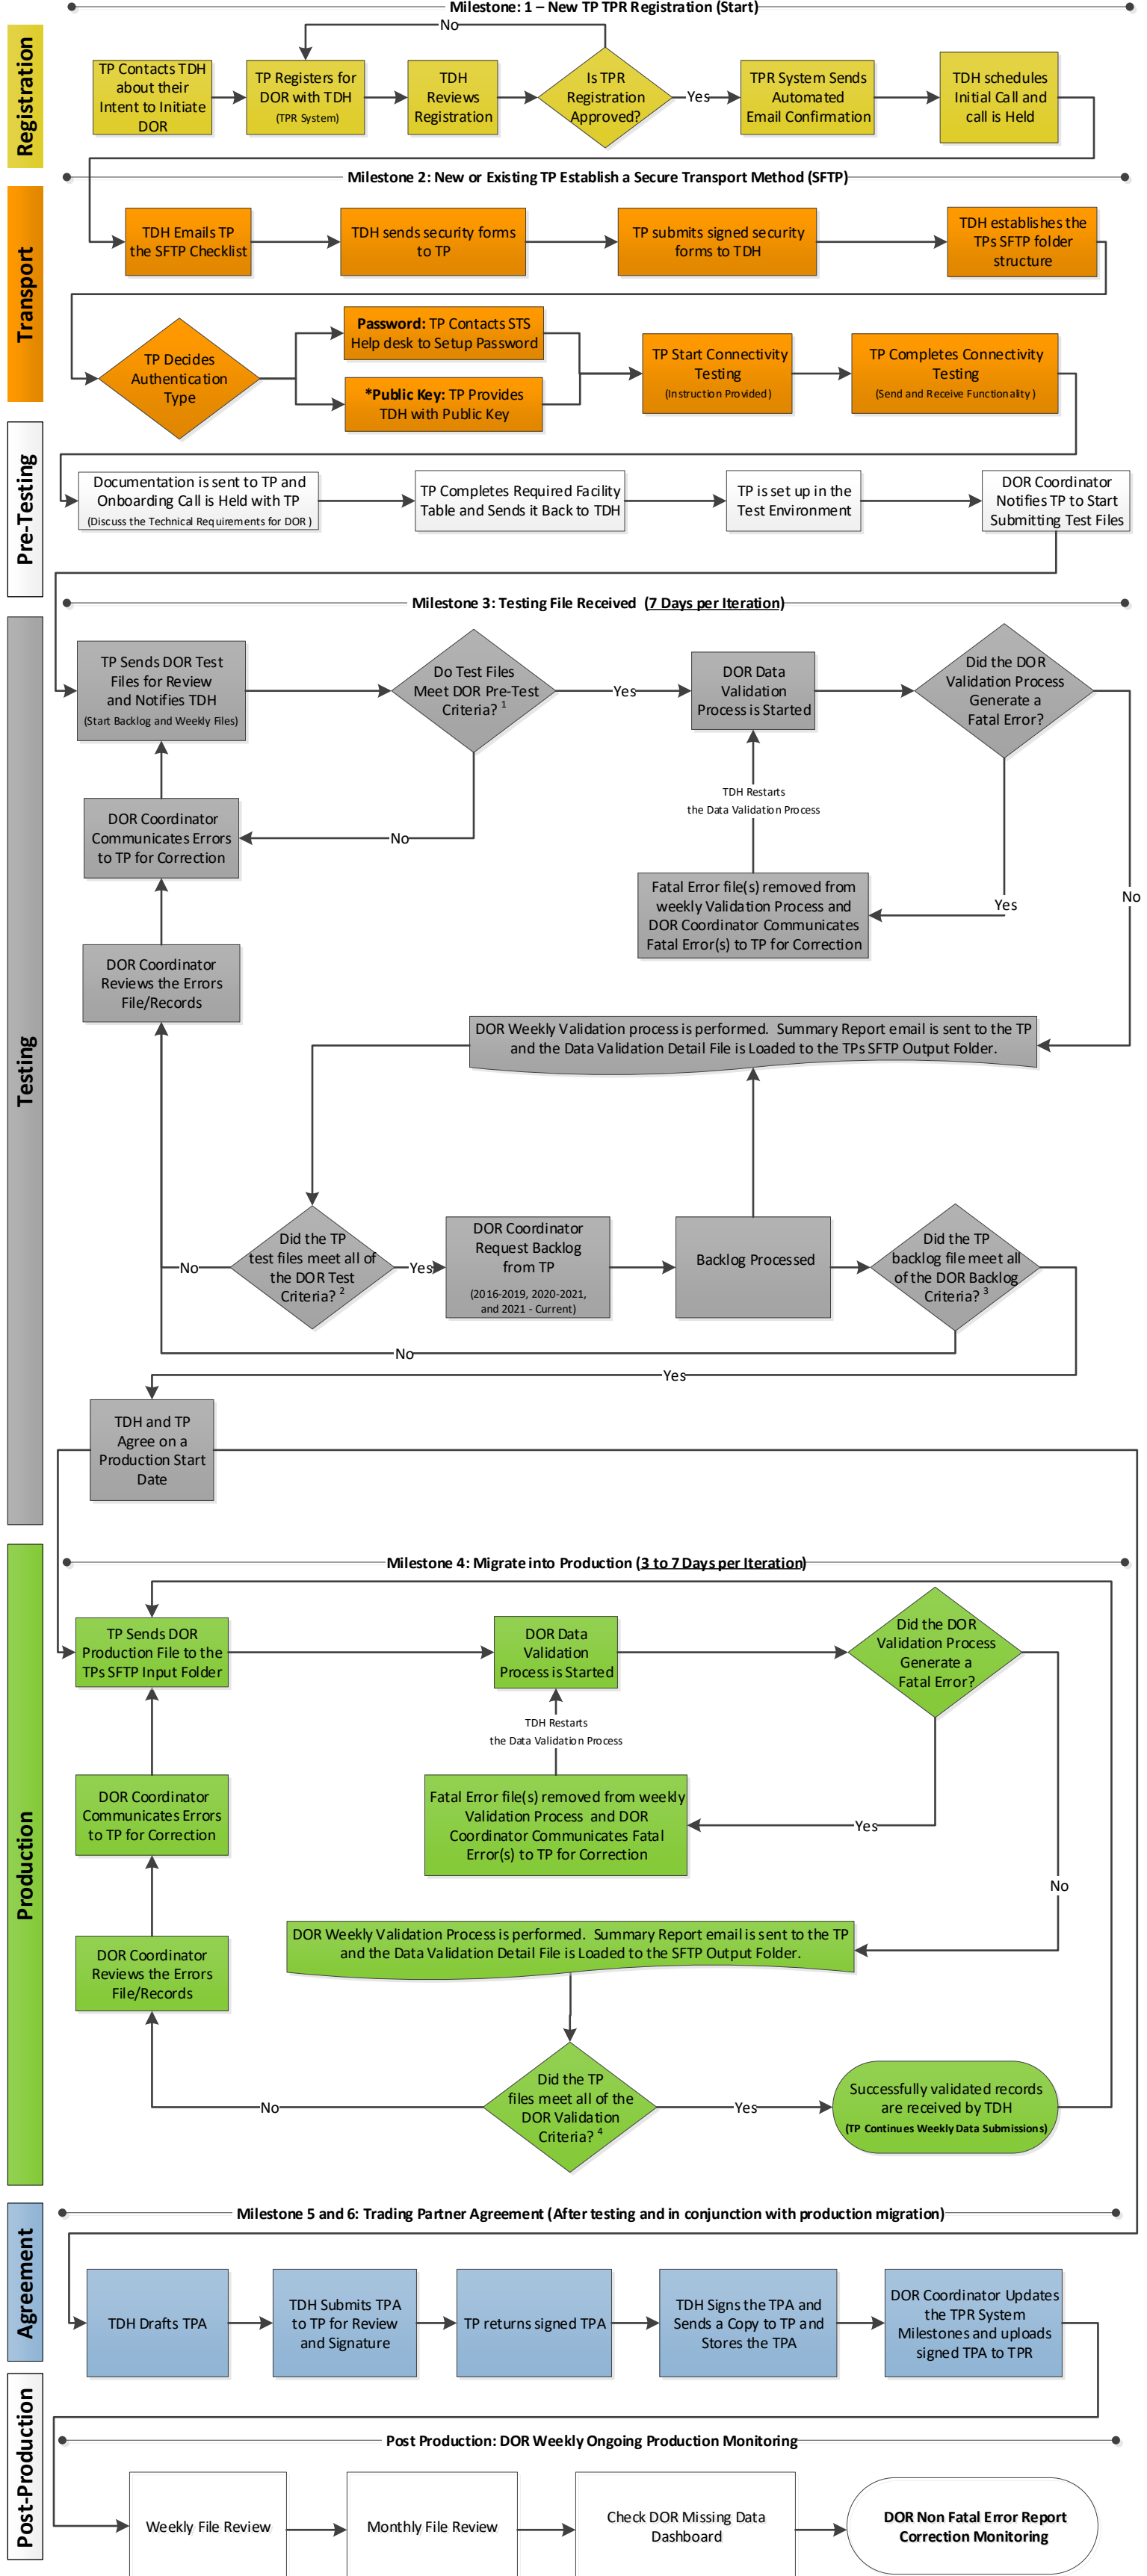 Milestone: 1 – New TP TPR Registration (Start)
Registration
No
TP Contacts TDH
about their
Intent to Initiate
DOR
TP Registers for
DOR with TDH
(TPR System)
TDH
Reviews
Registration
Is TPR
Registration
Approved?
Yes
TPR System Sends
Automated
Email Confirmation
TDH schedules
Initial Call and
call is Held
Milestone 2: New or Existing TP Establish a Secure Transport Method (SFTP)
Transport
TDH Emails TP
the SFTP Checklist
TDH sends security forms
to TP
TP submits signed security
forms to TDH
TDH establishes the
TPs SFTP folder
structure
TP Decides
Authentication
Type
Password: TP Contacts STS
Help desk to Setup Password
*Public Key: TP Provides
TDH with Public Key
TP Start Connectivity
Testing
(Instruction Provided)
TP Completes Connectivity
Testing
(Send and Receive Functionality)
Pre-Testing
Documentation is sent to TP and
Onboarding Call is Held with TP
(Discuss the Technical Requirements for DOR)
TP Completes Required Facility
Table and Sends it Back to TDH
TP is set up in the
Test Environment
DOR Coordinator
Notifies TP to Start
Submitting Test Files
Milestone 3: Testing File Received (7 Days per Iteration)
Testing
TP Sends DOR Test
Files for Review
and Notifies TDH
(Start Backlog and Weekly Files)
Do Test Files
Meet DOR Pre-Test
Criteria? 1
Yes
DOR Data
Validation
Process is Started
Did the DOR
Validation Process
Generate a
Fatal Error?
TDH Restarts
the Data Validation Process
DOR Coordinator
Communicates Errors
to TP for Correction
No
Fatal Error file(s) removed from
weekly Validation Process and
DOR Coordinator Communicates
Fatal Error(s) to TP for Correction
Yes
No
DOR Coordinator
Reviews the Errors
File/Records
DOR Weekly Validation process is performed. Summary Report email is sent to the TP
and the Data Validation Detail File is Loaded to the TPs SFTP Output Folder.
No
Did the TP
test files meet all of
the DOR Test
Criteria? 2
Yes
DOR Coordinator
Request Backlog
from TP
(2016-2019, 2020-2021,
and 2021 - Current)
Backlog Processed
Did the TP
backlog file meet all
of the DOR Backlog
Criteria? 3
No
Yes
TDH and TP
Agree on a
Production Start
Date
Milestone 4: Migrate into Production (3 to 7 Days per Iteration)
Production
TP Sends DOR
Production File to the
TPs SFTP Input Folder
DOR Data
Validation
Process is Started
Did the DOR
Validation Process
Generate a
Fatal Error?
TDH Restarts
the Data Validation Process
DOR Coordinator
Communicates Errors
to TP for Correction
Fatal Error file(s) removed from weekly
Validation Process and DOR
Coordinator Communicates Fatal
Error(s) to TP for Correction
Yes
No
DOR Coordinator
Reviews the Errors
File/Records
DOR Weekly Validation Process is performed. Summary Report email is sent to the TP
and the Data Validation Detail File is Loaded to the SFTP Output Folder.
No
Did the TP
files meet all of the
DOR Validation
Criteria? 4
Yes
Successfully validated records
are received by TDH
(TP Continues Weekly Data Submissions)
Milestone 5 and 6: Trading Partner Agreement (After testing and in conjunction with production migration)
Agreement
TDH Drafts TPA
TDH Submits TPA
to TP for Review
and Signature
TP returns signed TPA
TDH Signs the TPA and
Sends a Copy to TP and
Stores the TPA
DOR Coordinator Updates
the TPR System
Milestones and uploads
signed TPA to TPR
Post-Production
Post Production: DOR Weekly Ongoing Production Monitoring
Weekly File Review
Monthly File Review
Check DOR Missing Data
Dashboard
DOR Non Fatal Error Report
Correction Monitoring